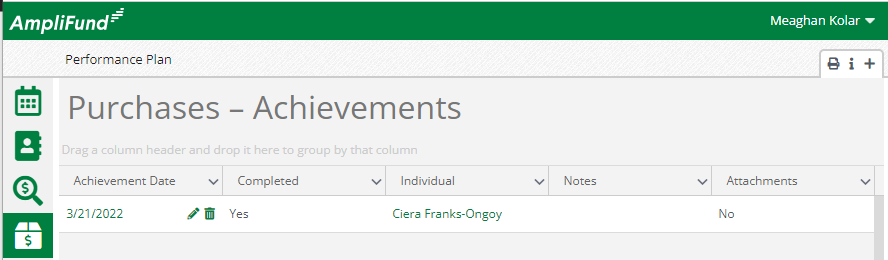 AmpliFund
Meaghan Kolar
Performance Plan
Purchases – Achievements
Drag a column header and drop it here to group by that column
Achievement Date Completed Individual Notes Attachments
3/21/2022 Yes Ciera Franks-Ongoy No